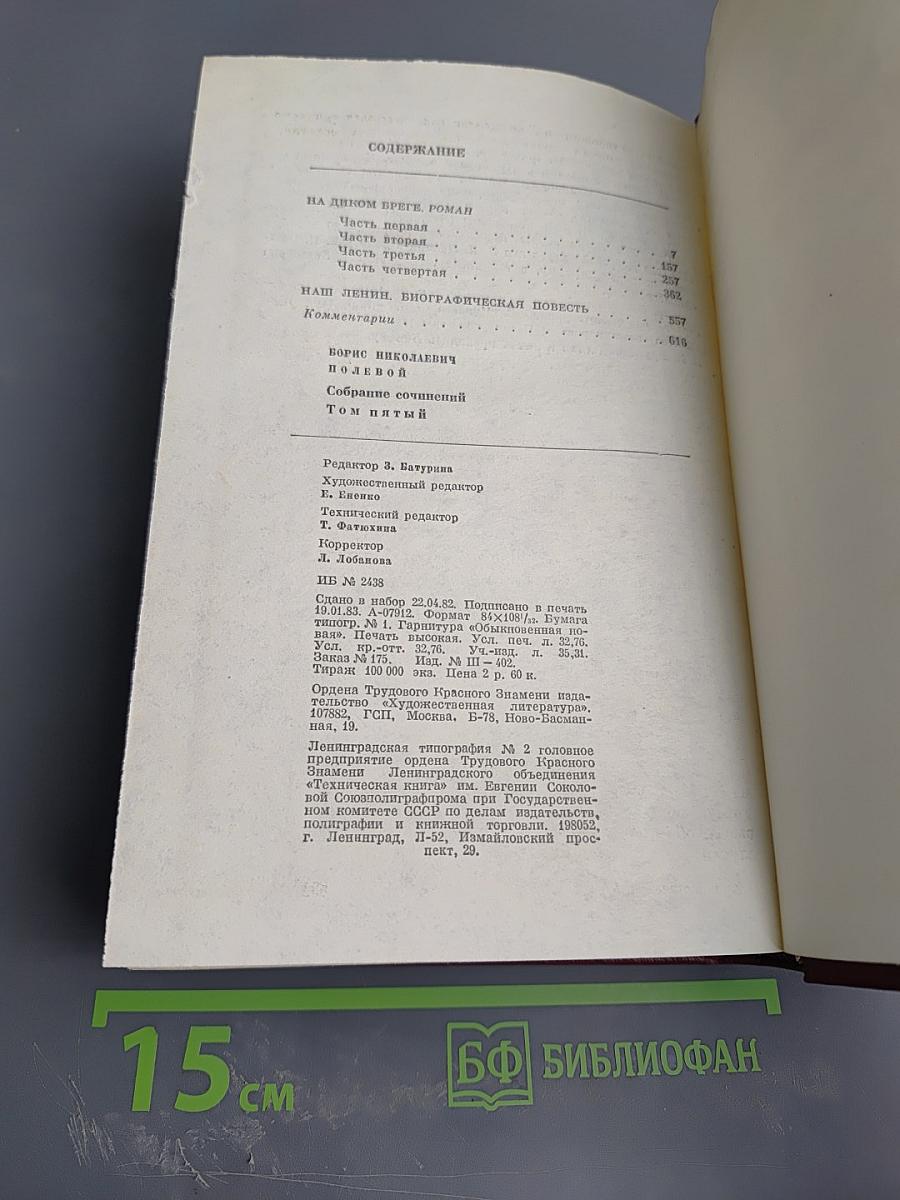 СОДЕРЖАНИЕ
НА ДИКОМ БРЕГЕ. РОМАН
Часть первая . . . . . . . . . . . 7
Часть вторая . . . . . . . . . . . 157
Часть третья . . . . . . . . . . . 257
Часть четвертая . . . . . . . . . . 362
НАШ ЛЕНИН. БИОГРАФИЧЕСКАЯ ПОВЕСТЬ . . . . 557
Комментарии . . . . . . . . . . . . 616
БОРИС НИКОЛАЕВИЧ
ПОЛЕВОЙ
Собрание сочинений
Том пятый
Редактор З. Батурина
Художественный редактор
Е. Ененко
Технический редактор
Т. Фатюхина
Корректор
Л. Лобанова
ИБ № 2438
Сдано в набор 22.04.82. Подписано в печать
19.01.83. А-07912. Формат 84×108¹/₃₂. Бумага
типогр. № 1. Гарнитура «Обыкновенная но-
вая». Печать высокая. Усл. печ. л. 32,76.
Усл. кр.-отт. 32,76. Уч.-изд. л. 35,31.
Заказ № 175. Изд. № III — 402.
Тираж 100 000 экз. Цена 2 р. 60 к.
Ордена Трудового Красного Знамени изда-
тельство «Художественная литература».
107882, ГСП, Москва, Б-78, Ново-Басман-
ная, 19.
Ленинградская типография № 2 головное
предприятие ордена Трудового Красного
Знамени Ленинградского объединения
«Техническая книга» им. Евгении Соколо-
вой Союзполиграфпрома при Государствен-
ном комитете СССР по делам издательств,
полиграфии и книжной торговли. 198052,
г. Ленинград, Л-52, Измайловский прос-
пект, 29.
15 см
БФ БИБЛИОФАН